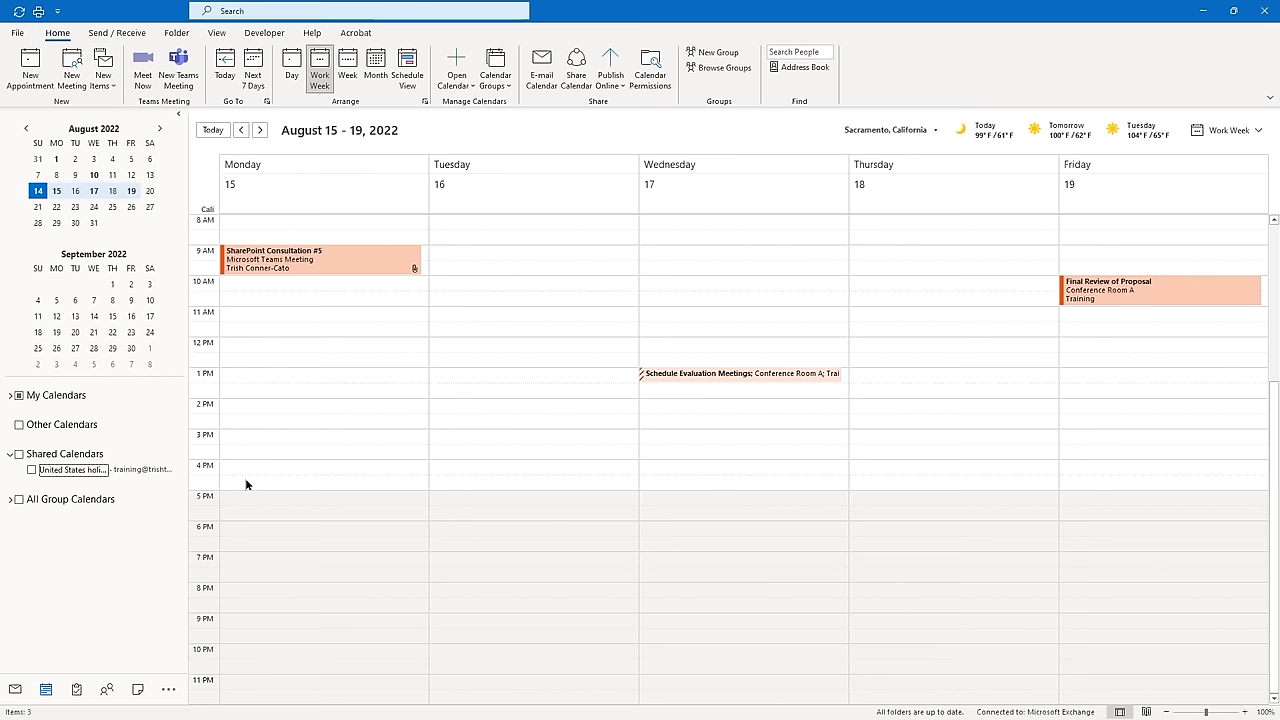 Search
File Home Send / Receive Folder View Developer Help Acrobat
New Appointment
New Meeting
New Items
New
Meet Now
New Teams Meeting
Teams Meeting
Today
Next 7 Days
Go To
Day
Work Week
Week
Month
Schedule View
Arrange
Open Calendar
Calendar Groups
Manage Calendars
E-mail Calendar
Share Calendar
Publish Online
Calendar Permissions
Share
New Group
Browse Groups
Groups
Search People
Address Book
Find
August 2022
SU MO TU WE TH FR SA
31 1 2 3 4 5 6
7 8 9 10 11 12 13
14 15 16 17 18 19 20
21 22 23 24 25 26 27
28 29 30 31
September 2022
SU MO TU WE TH FR SA
1 2 3
4 5 6 7 8 9 10
11 12 13 14 15 16 17
18 19 20 21 22 23 24
25 26 27 28 29 30 1
2 3 4 5 6 7 8
My Calendars
Other Calendars
Shared Calendars
United States holi... - training@trisht...
All Group Calendars
Today August 15 - 19, 2022
Sacramento, California
Today
99°F/61°F
Tomorrow
100°F/62°F
Tuesday
104°F/65°F
Work Week
Monday Tuesday Wednesday Thursday Friday
15 16 17 18 19
Cali
8 AM
9 AM
SharePoint Consultation #5
Microsoft Teams Meeting
Trish Conner-Cato
10 AM
Final Review of Proposal
Conference Room A
Training
11 AM
12 PM
1 PM
Schedule Evaluation Meetings; Conference Room A; Trai
2 PM
3 PM
4 PM
5 PM
6 PM
7 PM
8 PM
9 PM
10 PM
11 PM
Items: 3 All folders are up to date. Connected to: Microsoft Exchange 100%